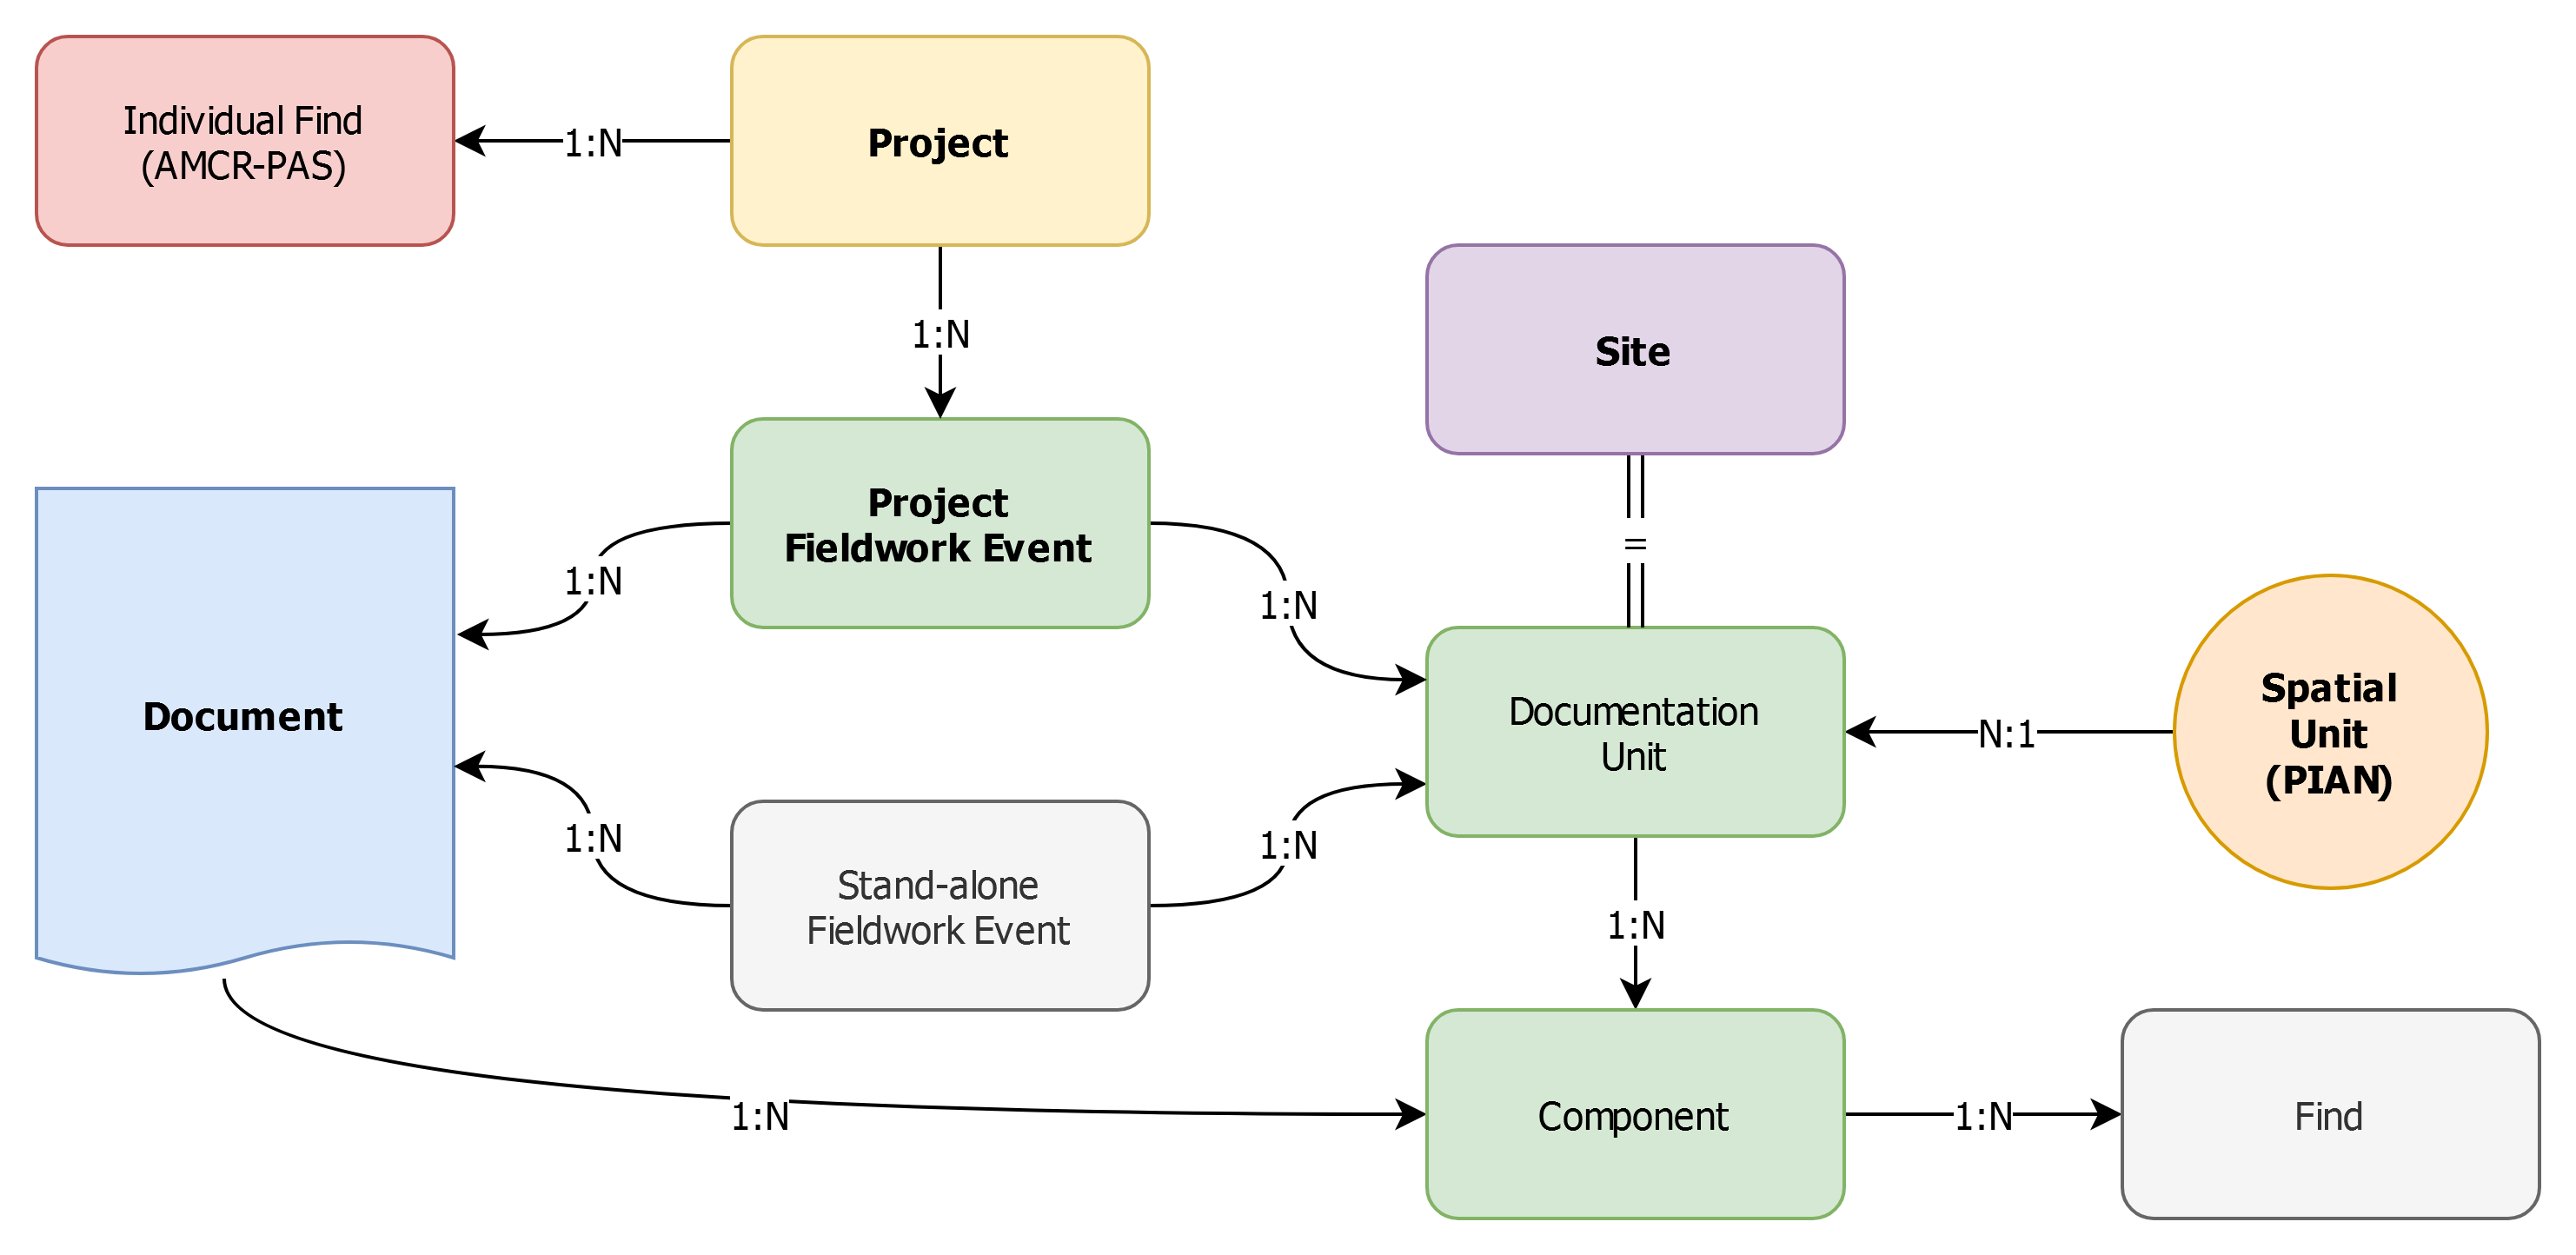 Individual Find
(AMCR-PAS)
1:N
Project
1:N
Site
Project
Fieldwork Event
=
1:N
1:N
Document
Documentation
Unit
N:1
Spatial
Unit
(PIAN)
1:N
1:N
Stand-alone
Fieldwork Event
1:N
1:N
Component
1:N
Find